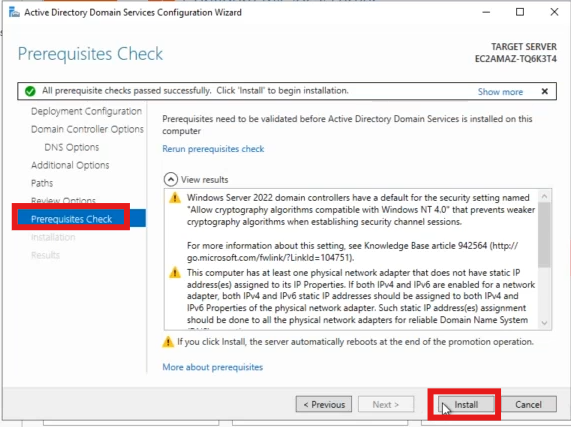 Active Directory Domain Services Configuration Wizard
Prerequisites Check
TARGET SERVER
EC2AMAZ-TQ6K3T4
All prerequisite checks passed successfully. Click 'Install' to begin installation.
Show more
Deployment Configuration
Domain Controller Options
DNS Options
Additional Options
Paths
Review Options
Prerequisites Check
Installation
Results
Prerequisites need to be validated before Active Directory Domain Services is installed on this
computer
Rerun prerequisites check
View results
Windows Server 2022 domain controllers have a default for the security setting named
"Allow cryptography algorithms compatible with Windows NT 4.0" that prevents weaker
cryptography algorithms when establishing security channel sessions.
For more information about this setting, see Knowledge Base article 942564 (http://
go.microsoft.com/fwlink/?LinkId=104751).
This computer has at least one physical network adapter that does not have static IP
address(es) assigned to its IP Properties. If both IPv4 and IPv6 are enabled for a network
adapter, both IPv4 and IPv6 static IP addresses should be assigned to both IPv4 and
IPv6 Properties of the physical network adapter. Such static IP address(es) assignment
should be done to all the physical network adapters for reliable Domain Name System
If you click Install, the server automatically reboots at the end of the promotion operation.
More about prerequisites
< Previous
Next >
Install
Cancel